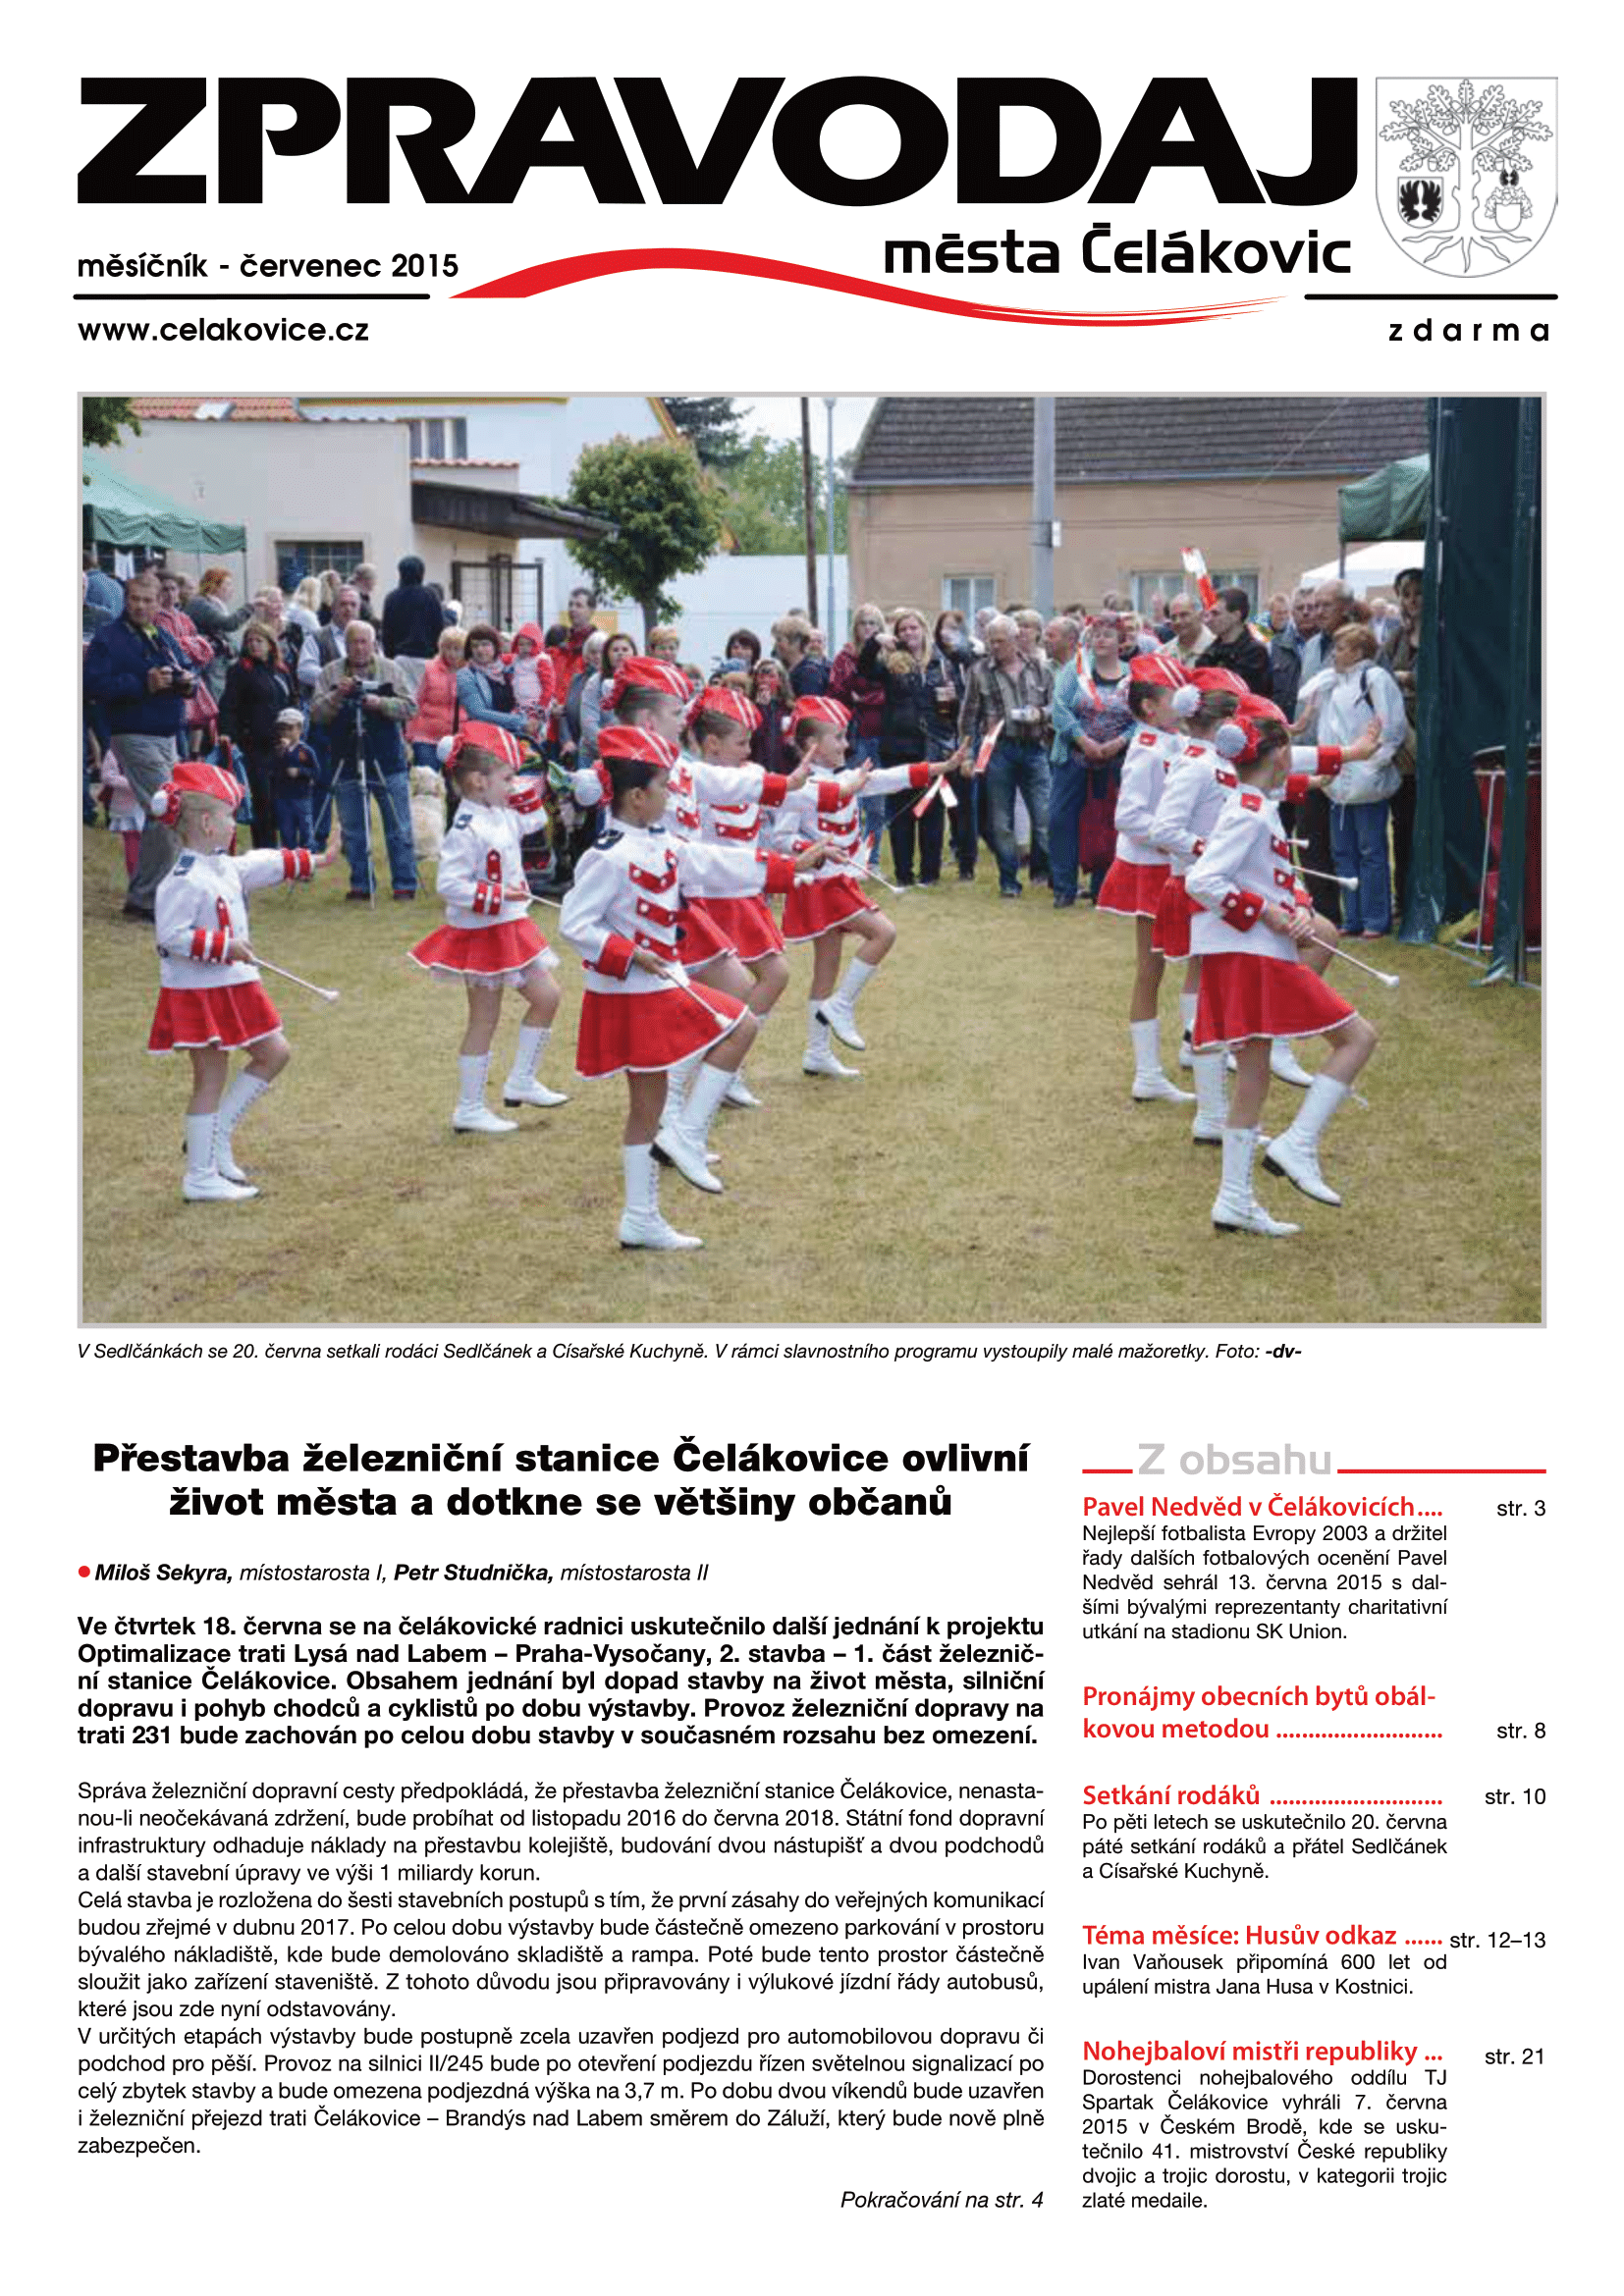 ZPRAVODAJ
města Čelákovic
měsíčník - červenec 2015
www.celakovice.cz
zdarma
V Sedlčánkách se 20. června setkali rodáci Sedlčánek a Císařské Kuchyně. V rámci slavnostního programu vystoupily malé mažoretky. Foto: -dv-
Přestavba železniční stanice Čelákovice ovlivní
život města a dotkne se většiny občanů
● Miloš Sekyra, místostarosta I, Petr Studnička, místostarosta II
Ve čtvrtek 18. června se na čelákovické radnici uskutečnilo další jednání k projektu
Optimalizace trati Lysá nad Labem – Praha-Vysočany, 2. stavba – 1. část železnič-
ní stanice Čelákovice. Obsahem jednání byl dopad stavby na život města, silniční
dopravu i pohyb chodců a cyklistů po dobu výstavby. Provoz železniční dopravy na
trati 231 bude zachován po celou dobu stavby v současném rozsahu bez omezení.
Správa železniční dopravní cesty předpokládá, že přestavba železniční stanice Čelákovice, nenasta-
nou-li neočekávaná zdržení, bude probíhat od listopadu 2016 do června 2018. Státní fond dopravní
infrastruktury odhaduje náklady na přestavbu kolejiště, budování dvou nástupišť a dvou podchodů
a další stavební úpravy ve výši 1 miliardy korun.
Celá stavba je rozložena do šesti stavebních postupů s tím, že první zásahy do veřejných komunikací
budou zřejmé v dubnu 2017. Po celou dobu výstavby bude částečně omezeno parkování v prostoru
bývalého nákladiště, kde bude demolováno skladiště a rampa. Poté bude tento prostor částečně
sloužit jako zařízení staveniště. Z tohoto důvodu jsou připravovány i výlukové jízdní řády autobusů,
které jsou zde nyní odstavovány.
V určitých etapách výstavby bude postupně zcela uzavřen podjezd pro automobilovou dopravu či
podchod pro pěší. Provoz na silnici II/245 bude po otevření podjezdu řízen světelnou signalizací po
celý zbytek stavby a bude omezena podjezdná výška na 3,7 m. Po dobu dvou víkendů bude uzavřen
i železniční přejezd trati Čelákovice – Brandýs nad Labem směrem do Záluží, který bude nově plně
zabezpečen.
Pokračování na str. 4
Z obsahu
Pavel Nedvěd v Čelákovicích.... str. 3
Nejlepší fotbalista Evropy 2003 a držitel
řady dalších fotbalových ocenění Pavel
Nedvěd sehrál 13. června 2015 s dal-
šími bývalými reprezentanty charitativní
utkání na stadionu SK Union.
Pronájmy obecních bytů obál-
kovou metodou .......................... str. 8
Setkání rodáků ........................... str. 10
Po pěti letech se uskutečnilo 20. června
páté setkání rodáků a přátel Sedlčánek
a Císařské Kuchyně.
Téma měsíce: Husův odkaz ...... str. 12–13
Ivan Vaňousek připomíná 600 let od
upálení mistra Jana Husa v Kostnici.
Nohejbaloví mistři republiky ... str. 21
Dorostenci nohejbalového oddílu TJ
Spartak Čelákovice vyhráli 7. června
2015 v Českém Brodě, kde se usku-
tečnilo 41. mistrovství České republiky
dvojic a trojic dorostu, v kategorii trojic
zlaté medaile.